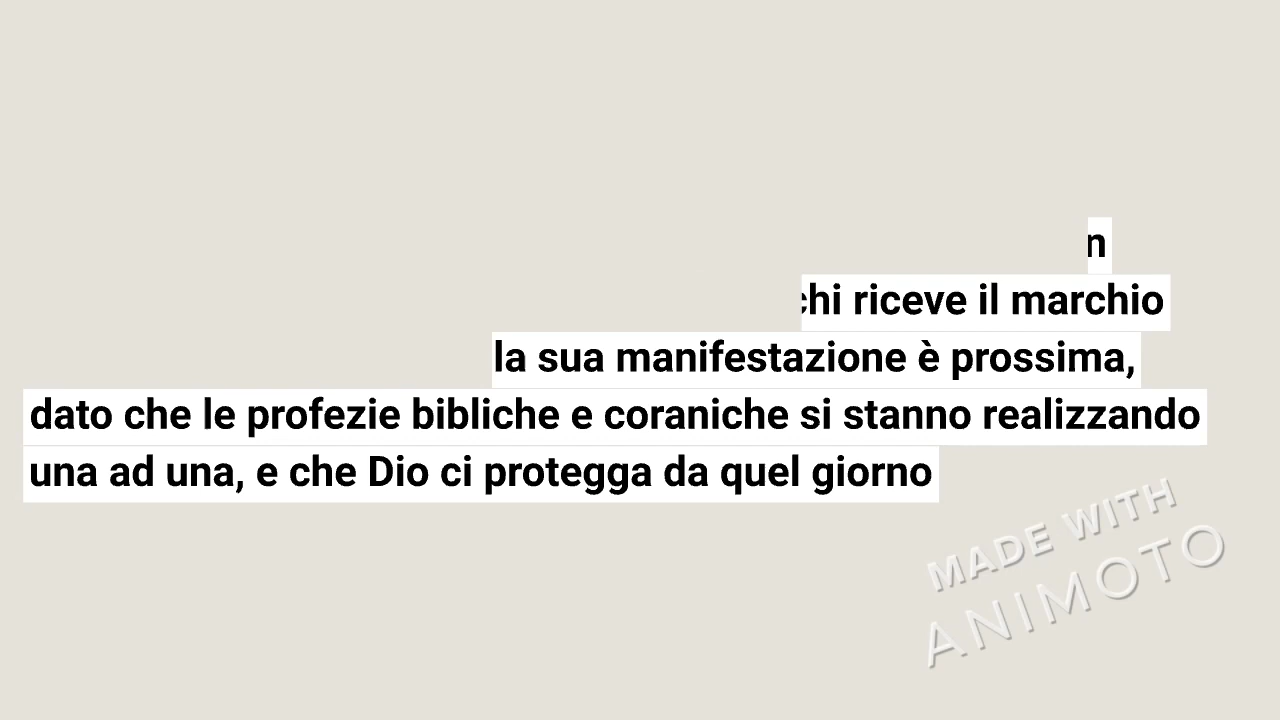 n
chi riceve il marchio
la sua manifestazione è prossima,
dato che le profezie bibliche e coraniche si stanno realizzando
una ad una, e che Dio ci protegga da quel giorno
MADE WITH
ANIMOTO